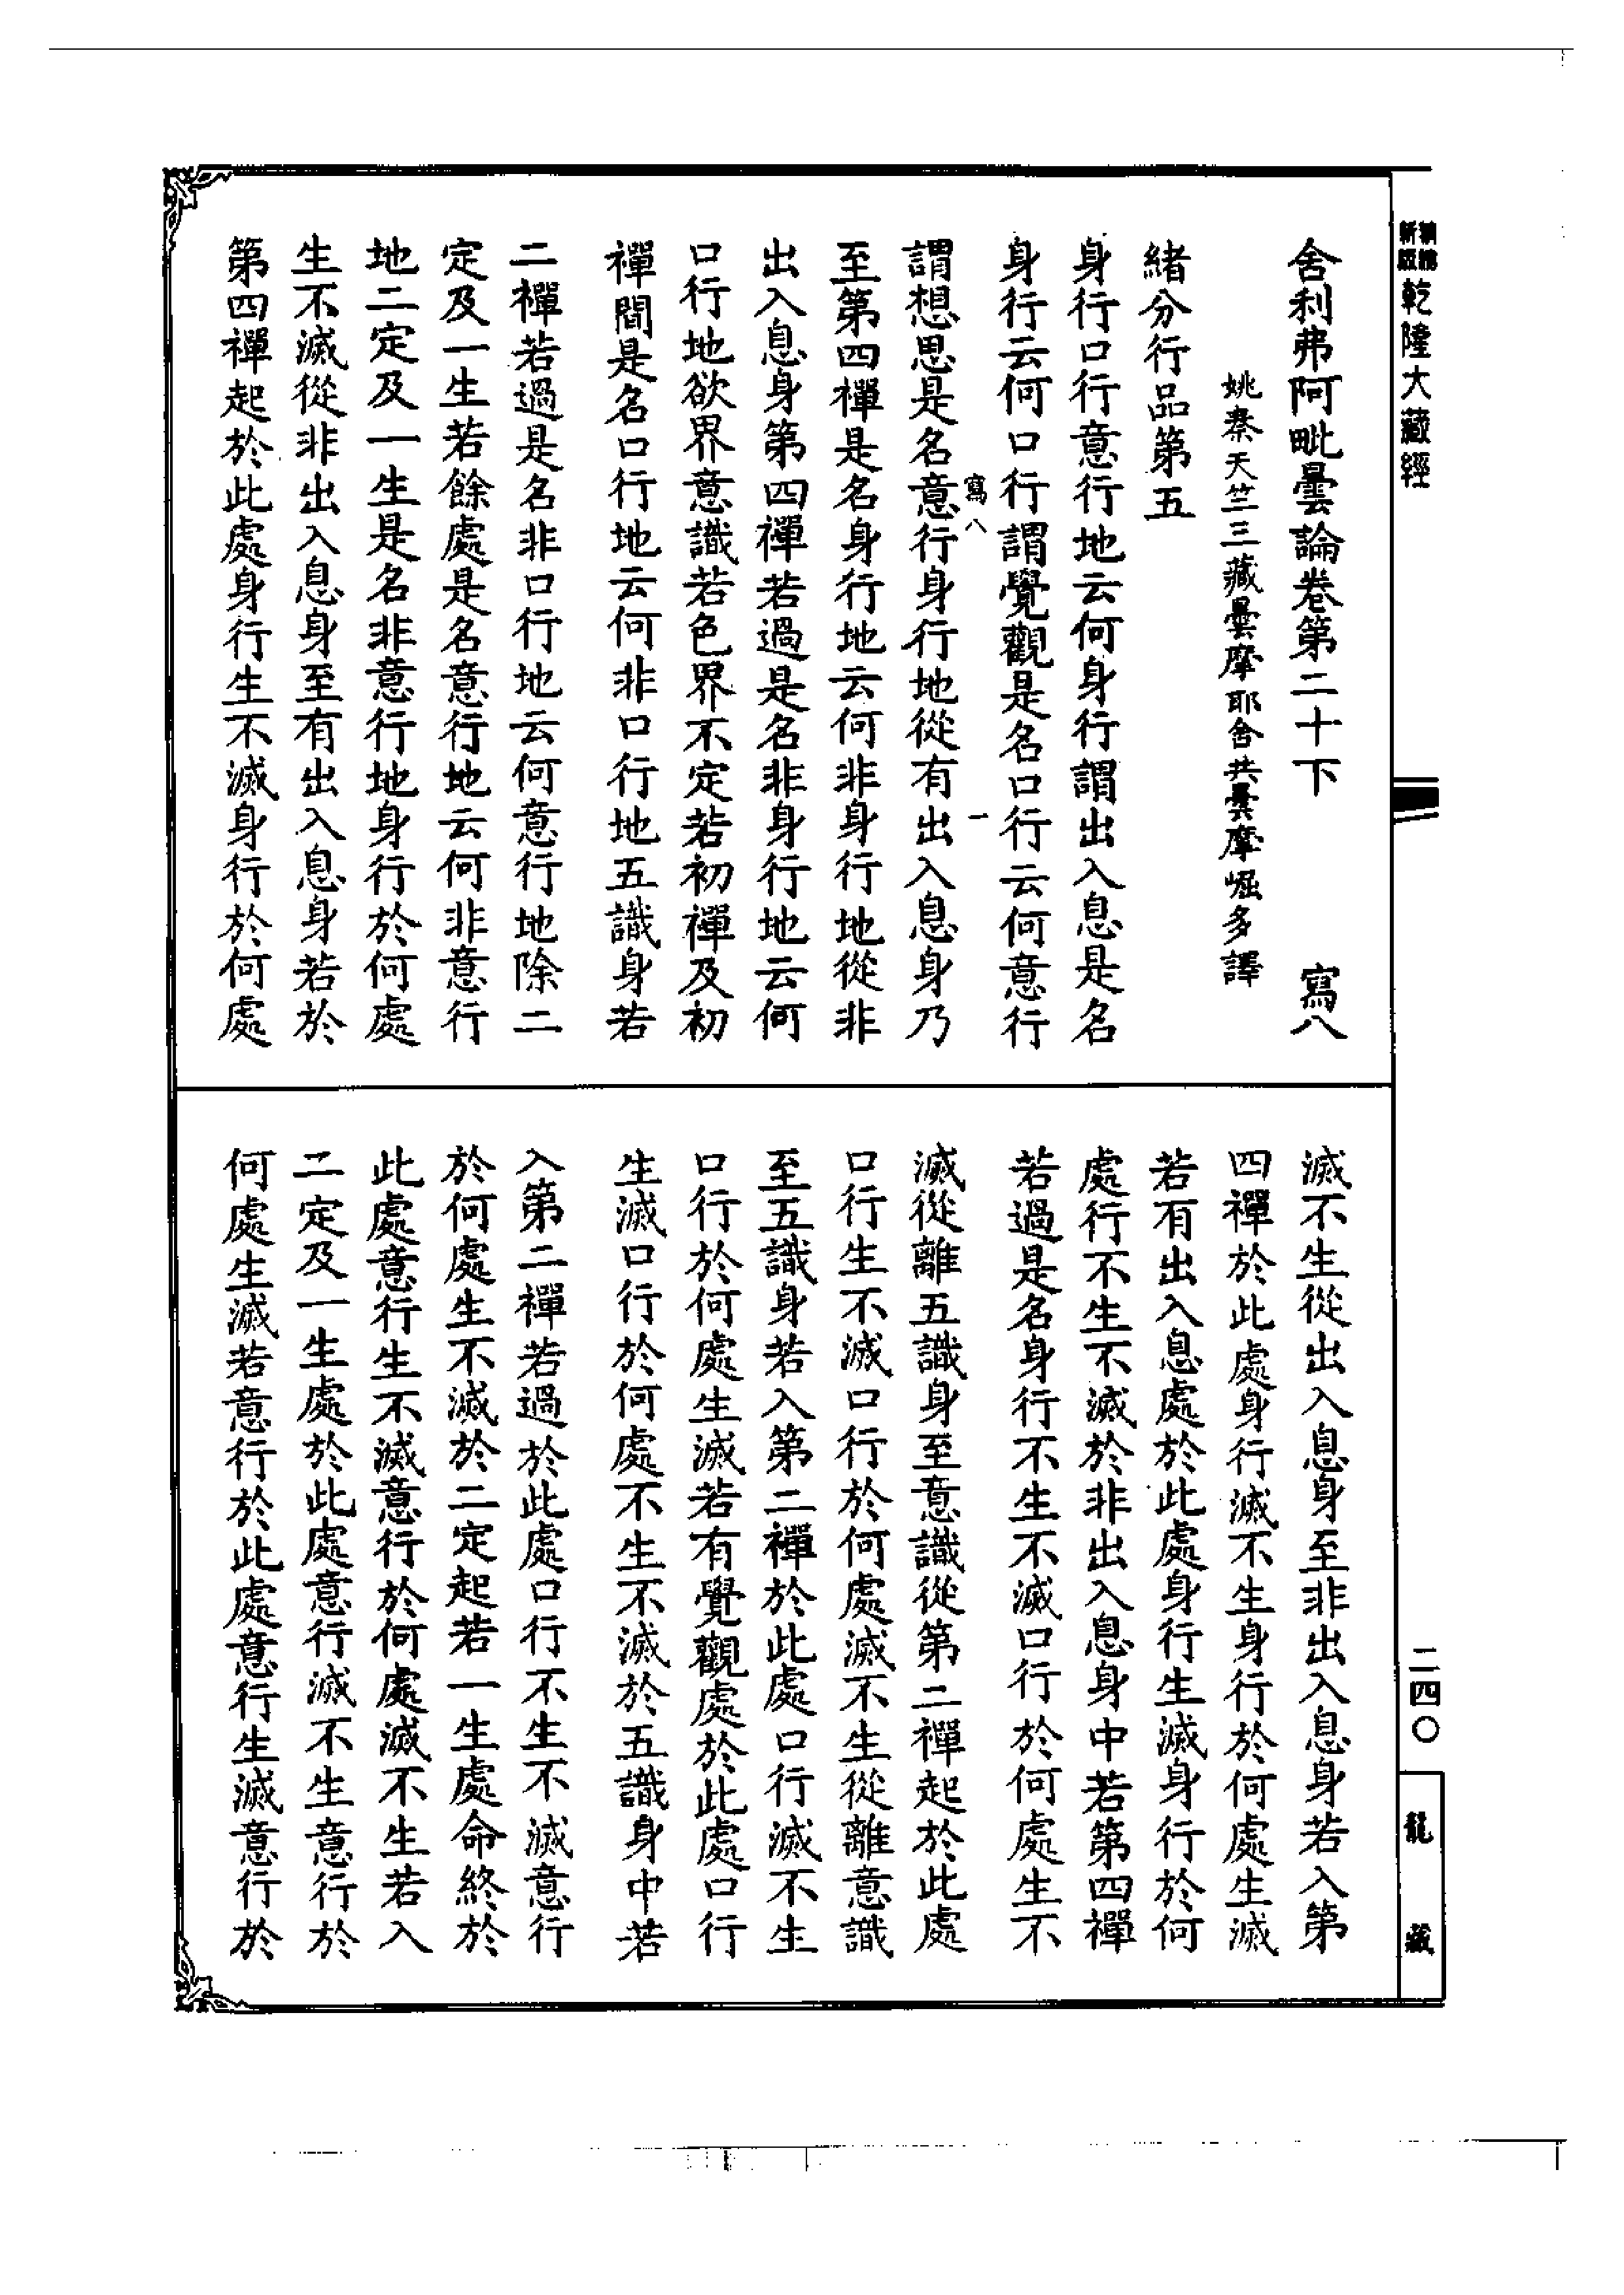 新編
新版
乾隆大藏經
舍利弗阿毗曇論卷第二十下 寫八
姚秦天竺三藏曇摩耶舍共曇摩崛多譯
緒分行品第五
身行口行意行地云何身行謂出入息是名
身行云何口行謂覺觀是名口行云何意行
寫八 一
謂想思是名意行身行地從有出入息身乃
至第四禪是名身行地云何非身行地從非
出入息身第四禪若過是名非身行地云何
口行地欲界意識若色界不定若初禪及初
禪間是名口行地云何非口行地五識身若
二禪若過是名非口行地云何意行地除二
定及一生若餘處是名意行地云何非意行
地二定及一生是名非意行地身行於何處
生不滅從非出入息身至有出入息身若於
第四禪起於此處身行生不滅身行於何處
滅不生從出入息身至非出入息身若入第
四禪於此處身行滅不生身行於何處生滅
若有出入息處於此處身行生滅身行於何
處行不生不滅於非出入息身中若第四禪
若過是名身行不生不滅口行於何處生不
滅從離五識身至意識從第二禪起於此處
口行生不滅口行於何處滅不生從離意識
至五識身若入第二禪於此處口行滅不生
口行於何處生滅若有覺觀處於此處口行
生滅口行於何處不生不滅於五識身中若
入第二禪若過於此處口行不生不滅意行
於何處生不滅於二定起若一生處命終於
此處意行生不滅意行於何處滅不生若入
二定及一生處於此處意行滅不生意行於
何處生滅若意行於此處意行生滅意行於
二四〇
龍藏